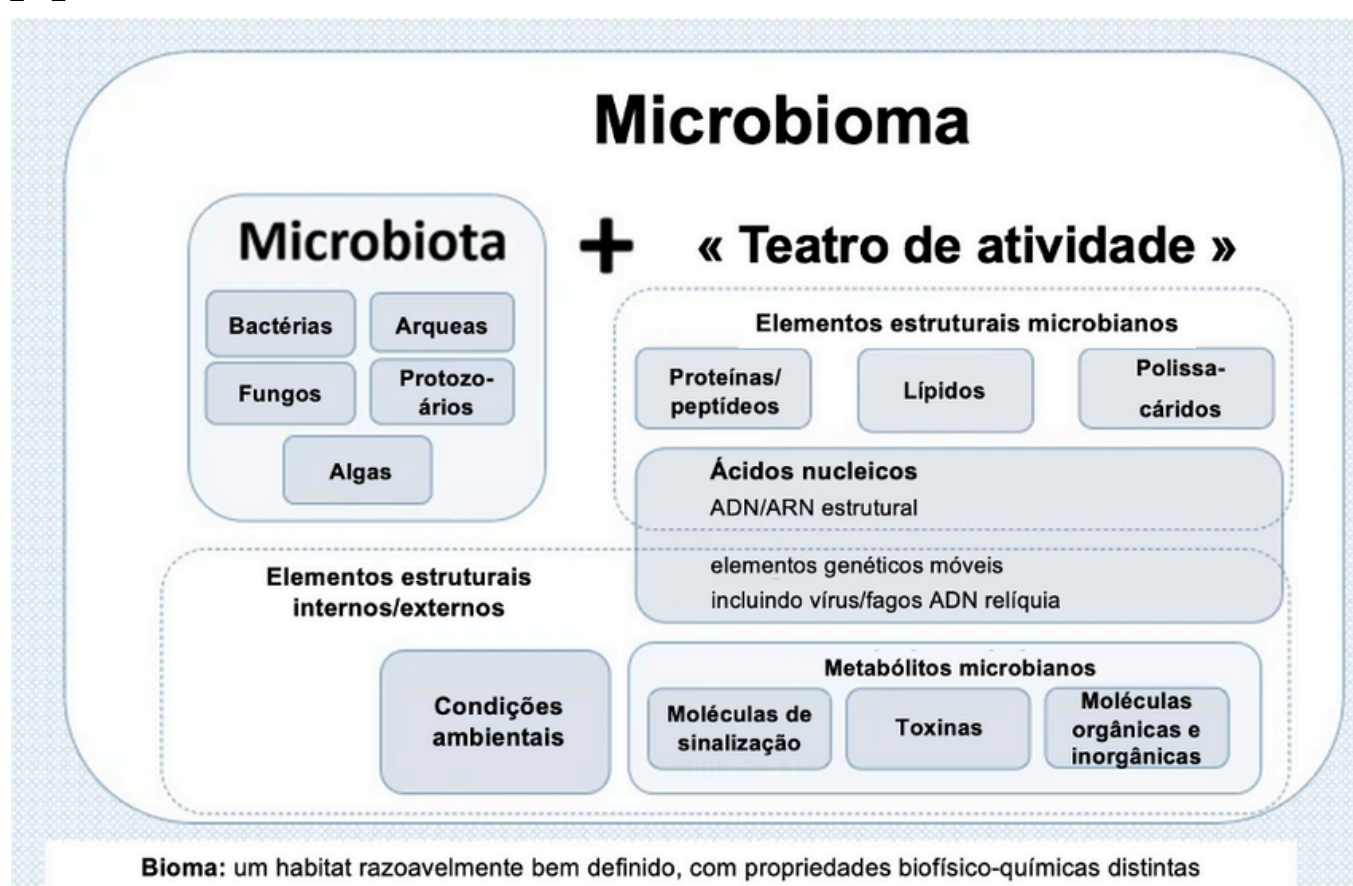 Microbioma
Microbiota
+
« Teatro de atividade »
Bactérias
Arqueas
Fungos
Protozo-
ários
Algas
Elementos estruturais microbianos
Proteínas/
peptídeos
Lípidos
Polissa-
cáridos
Ácidos nucleicos
ADN/ARN estrutural
elementos genéticos móveis
incluindo vírus/fagos ADN relíquia
Elementos estruturais
internos/externos
Condições
ambientais
Metabólitos microbianos
Moléculas de
sinalização
Toxinas
Moléculas
orgânicas e
inorgânicas
Bioma: um habitat razoavelmente bem definido, com propriedades biofísico-químicas distintas